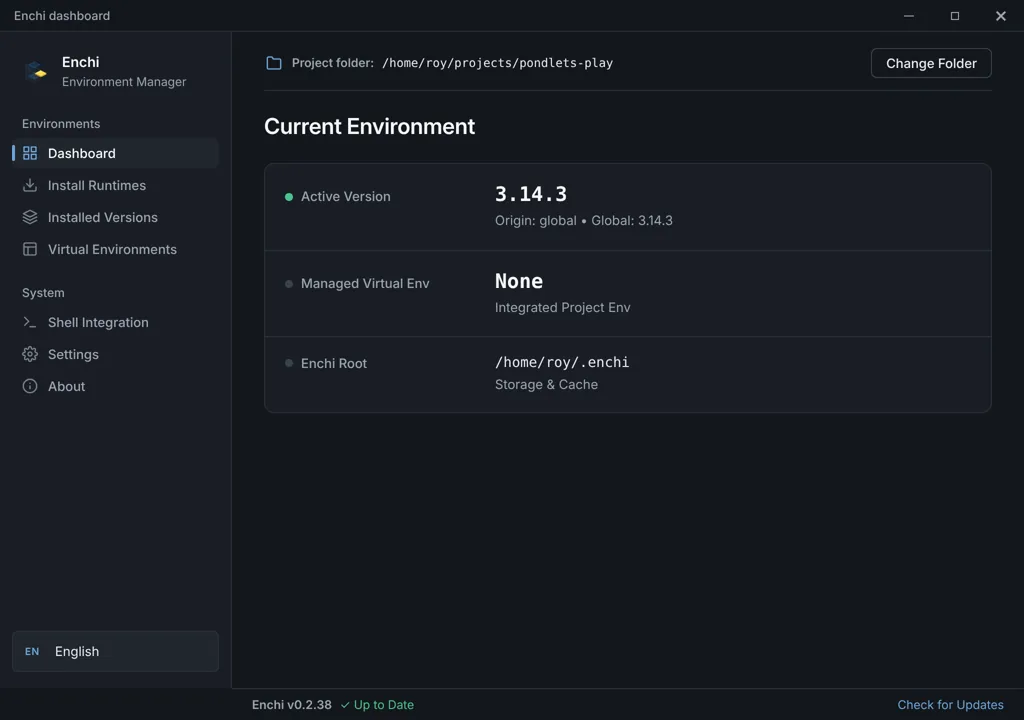 Enchi dashboard
Enchi
Environment Manager
Environments
Dashboard
Install Runtimes
Installed Versions
Virtual Environments
System
Shell Integration
Settings
About
EN English
Project folder: /home/roy/projects/pondlets-play
Change Folder
Current Environment
Active Version
3.14.3
Origin: global • Global: 3.14.3
Managed Virtual Env
None
Integrated Project Env
Enchi Root
/home/roy/.enchi
Storage & Cache
Enchi v0.2.38 ✓ Up to Date
Check for Updates